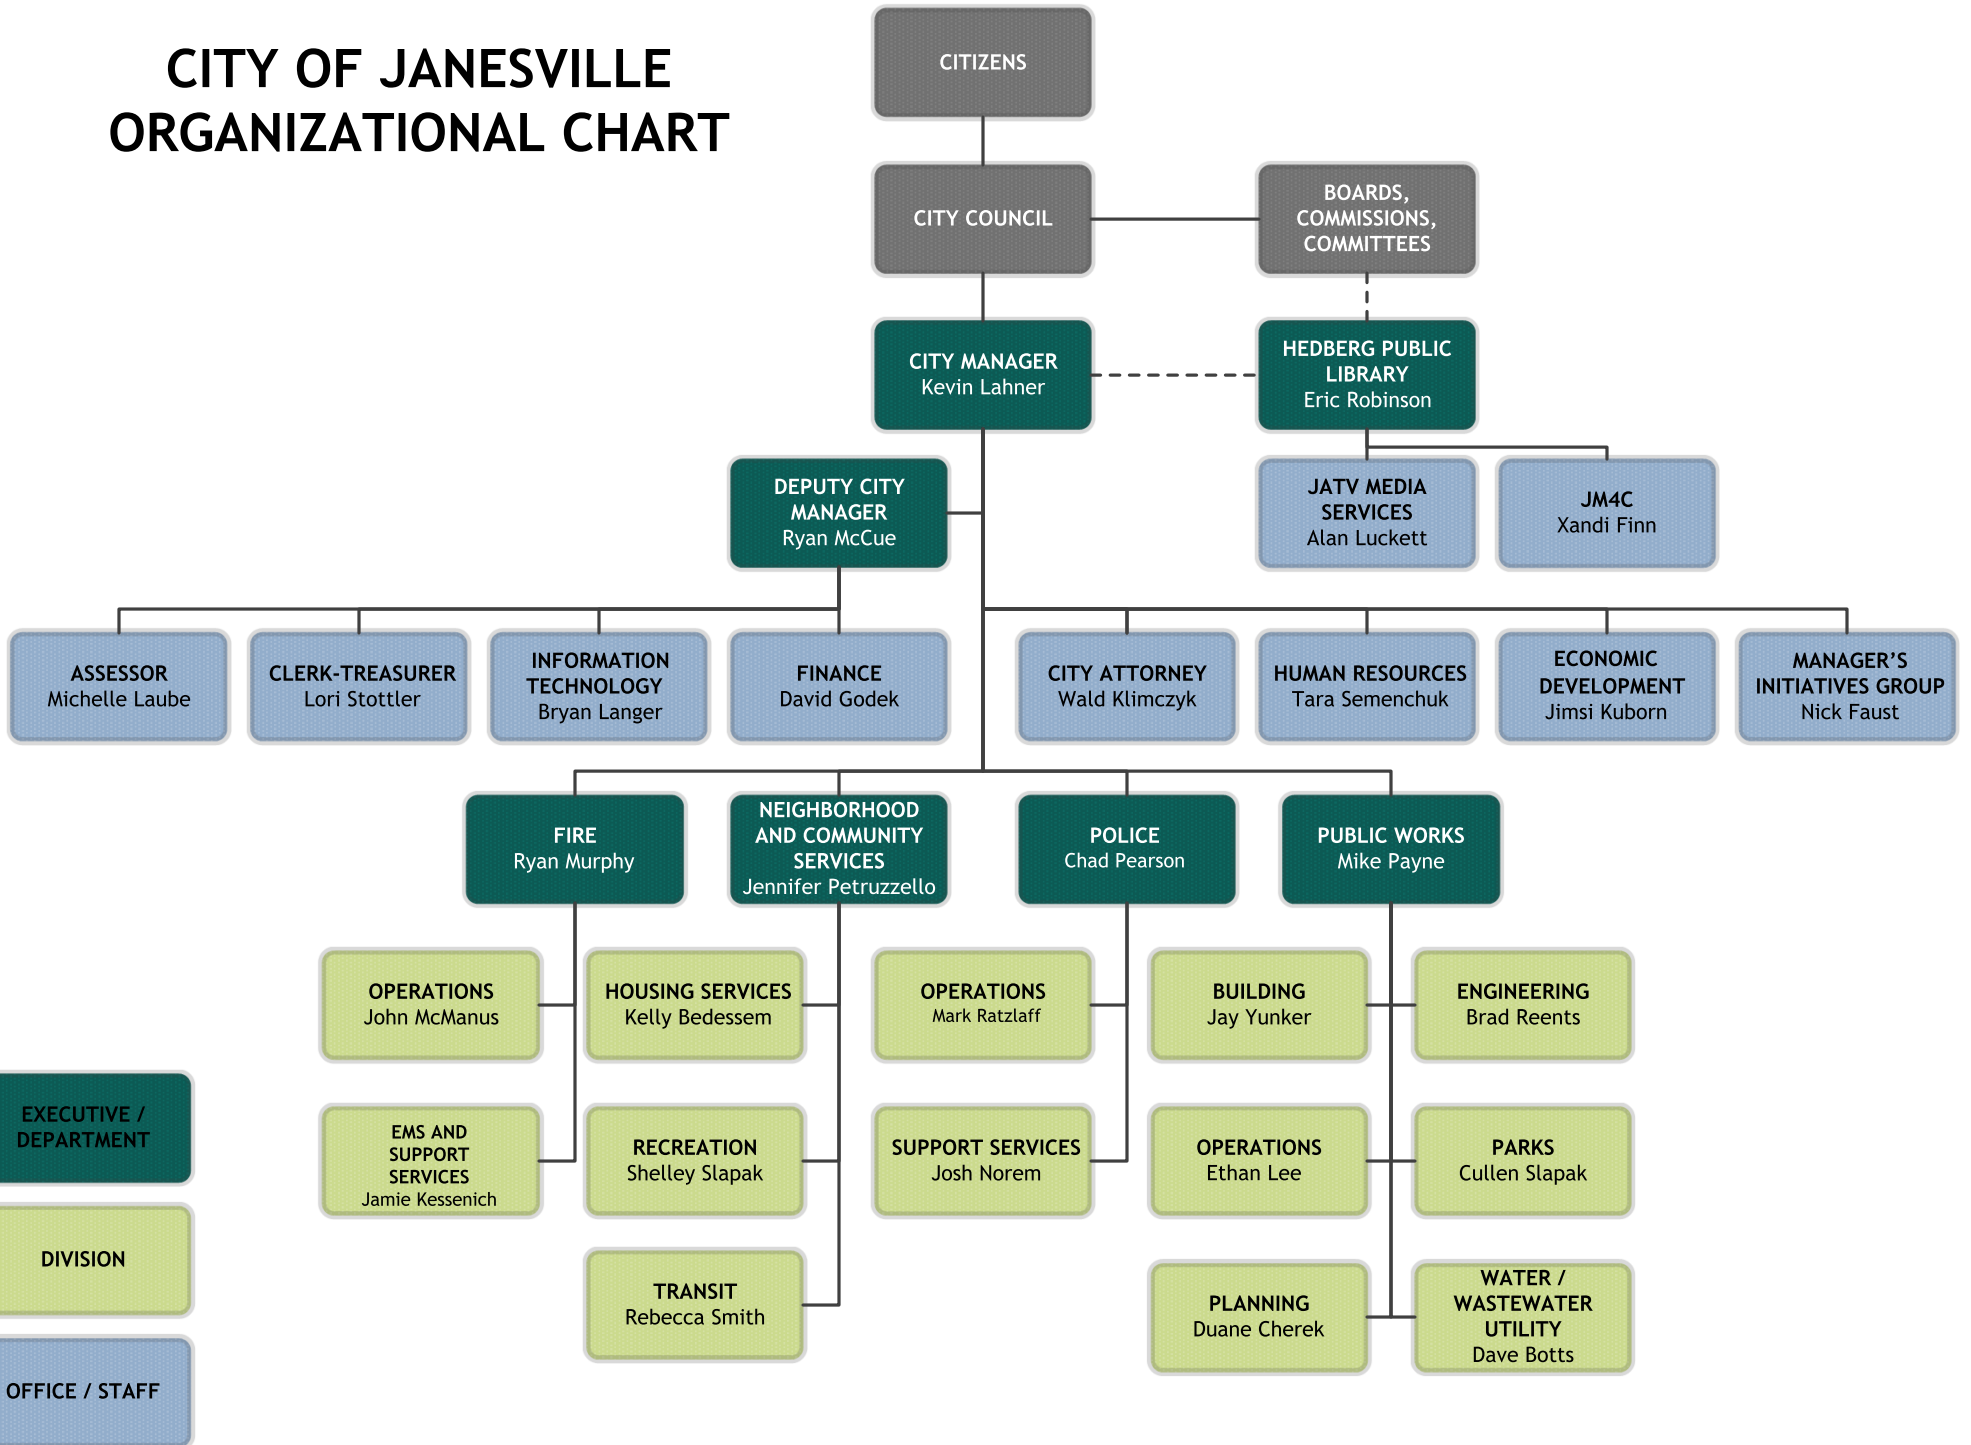 CITY OF JANESVILLE
ORGANIZATIONAL CHART
CITIZENS
CITY COUNCIL
BOARDS,
COMMISSIONS,
COMMITTEES
CITY MANAGER
Kevin Lahner
HEDBERG PUBLIC
LIBRARY
Eric Robinson
DEPUTY CITY
MANAGER
Ryan McCue
JATV MEDIA
SERVICES
Alan Luckett
JM4C
Xandi Finn
ASSESSOR
Michelle Laube
CLERK-TREASURER
Lori Stottler
INFORMATION
TECHNOLOGY
Bryan Langer
FINANCE
David Godek
CITY ATTORNEY
Wald Klimczyk
HUMAN RESOURCES
Tara Semenchuk
ECONOMIC
DEVELOPMENT
Jimsi Kuborn
MANAGER’S
INITIATIVES GROUP
Nick Faust
FIRE
Ryan Murphy
NEIGHBORHOOD
AND COMMUNITY
SERVICES
Jennifer Petruzzello
POLICE
Chad Pearson
PUBLIC WORKS
Mike Payne
OPERATIONS
John McManus
HOUSING SERVICES
Kelly Bedessem
OPERATIONS
Mark Ratzlaff
BUILDING
Jay Yunker
ENGINEERING
Brad Reents
EMS AND
SUPPORT
SERVICES
Jamie Kessenich
RECREATION
Shelley Slapak
SUPPORT SERVICES
Josh Norem
OPERATIONS
Ethan Lee
PARKS
Cullen Slapak
TRANSIT
Rebecca Smith
PLANNING
Duane Cherek
WATER /
WASTEWATER
UTILITY
Dave Botts
EXECUTIVE /
DEPARTMENT
DIVISION
OFFICE / STAFF